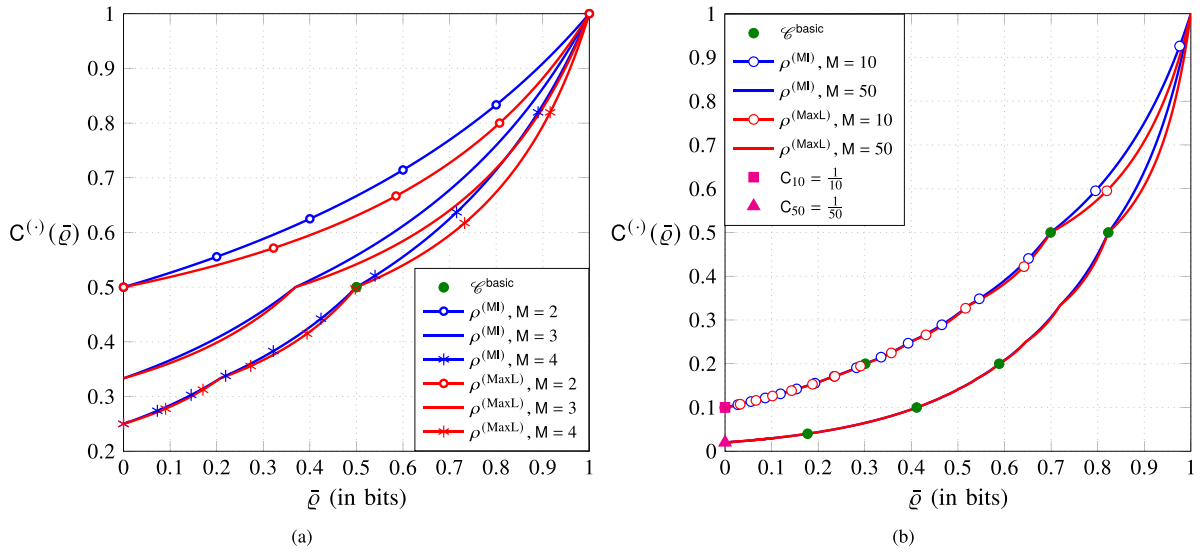 1
0.9
0.8
0.7
0.6
0.5
0.4
0.3
0.2
C^(·)(ϱ̄)
0 0.1 0.2 0.3 0.4 0.5 0.6 0.7 0.8 0.9 1
ϱ̄ (in bits)
𝒞^basic
ρ^(MI), M = 2
ρ^(MI), M = 3
ρ^(MI), M = 4
ρ^(MaxL), M = 2
ρ^(MaxL), M = 3
ρ^(MaxL), M = 4
(a)
1
0.9
0.8
0.7
0.6
0.5
0.4
0.3
0.2
0.1
0
C^(·)(ϱ̄)
0 0.1 0.2 0.3 0.4 0.5 0.6 0.7 0.8 0.9 1
ϱ̄ (in bits)
𝒞^basic
ρ^(MI), M = 10
ρ^(MI), M = 50
ρ^(MaxL), M = 10
ρ^(MaxL), M = 50
C₁₀ = 1/10
C₅₀ = 1/50
(b)